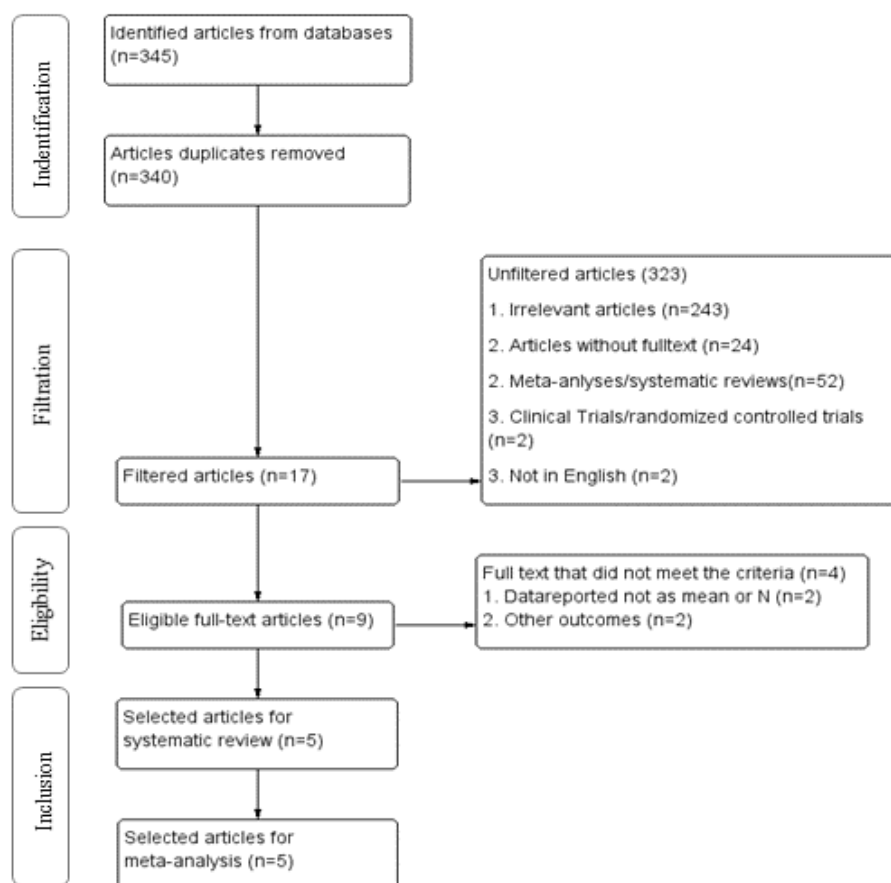 Indentification
Identified articles from databases
(n=345)
Articles duplicates removed
(n=340)
Filtration
Unfiltered articles (323)
1. Irrelevant articles (n=243)
2. Articles without fulltext (n=24)
2. Meta-anlyses/systematic reviews(n=52)
3. Clinical Trials/randomized controlled trials
(n=2)
3. Not in English (n=2)
Filtered articles (n=17)
Eligibility
Full text that did not meet the criteria (n=4)
1. Datareported not as mean or N (n=2)
2. Other outcomes (n=2)
Eligible full-text articles (n=9)
Inclusion
Selected articles for
systematic review (n=5)
Selected articles for
meta-analysis (n=5)